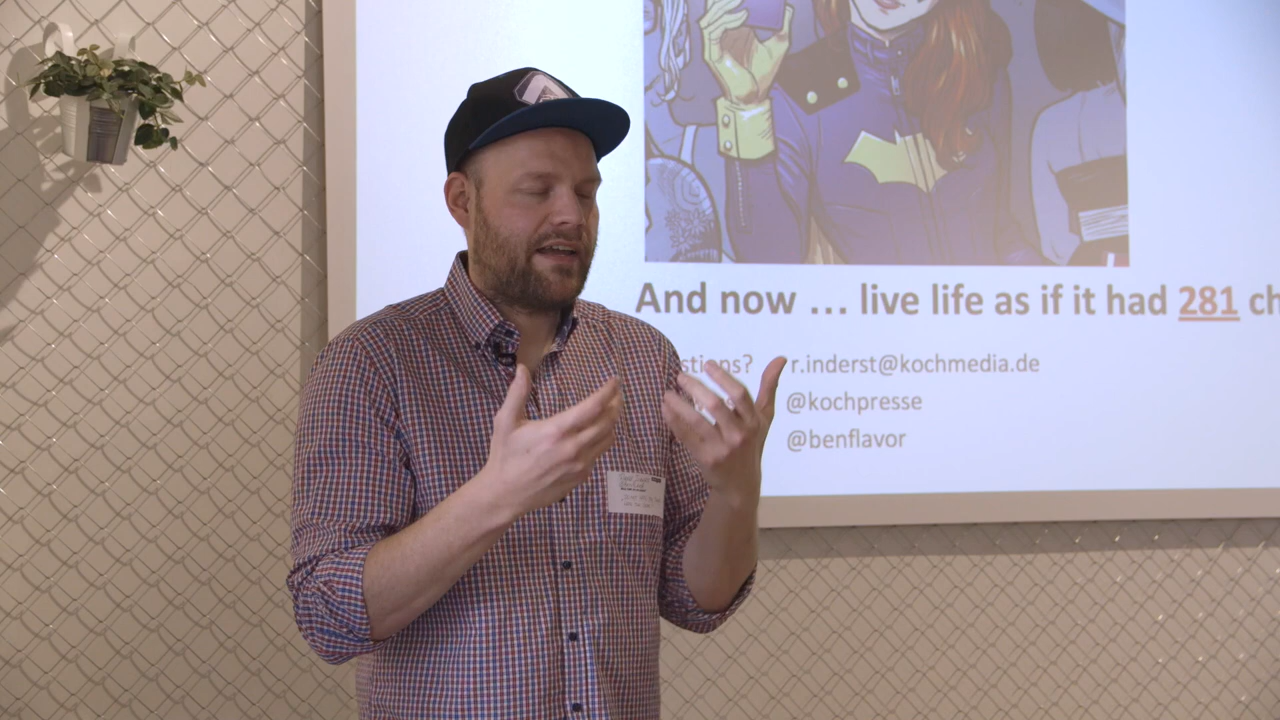 And now … live life as if it had 281 ch
stions? r.inderst@kochmedia.de
@kochpresse
@benflavor